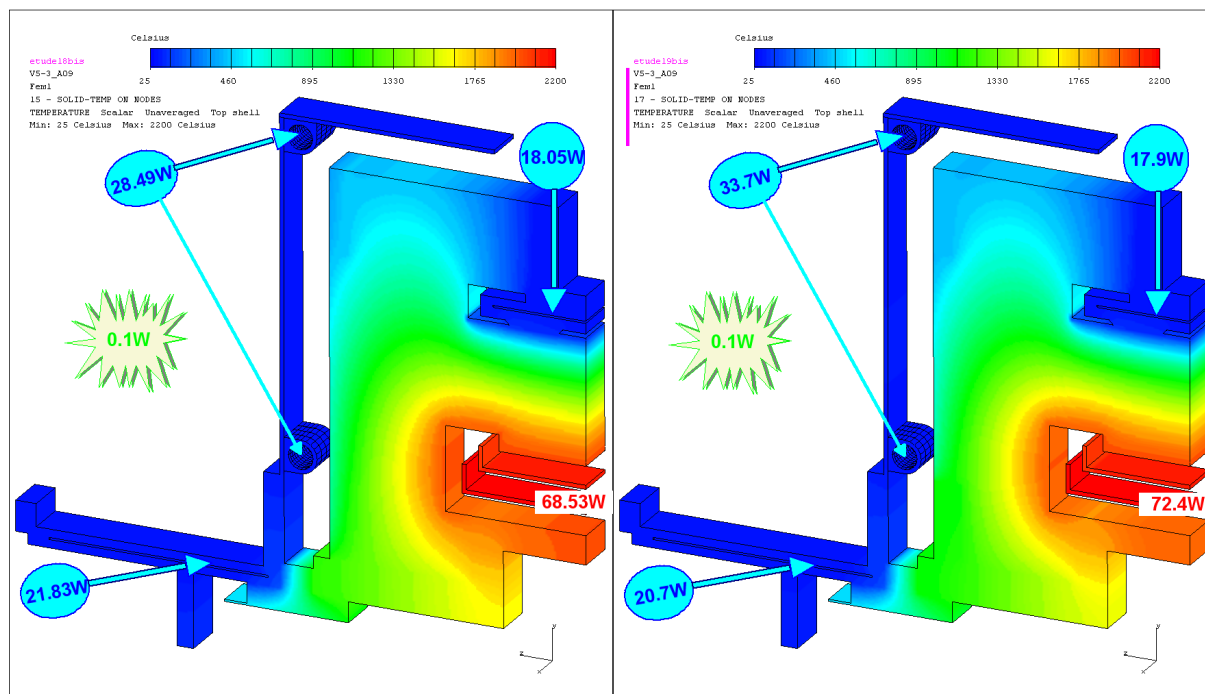 Celsius
25 460 895 1330 1765 2200
etude18bis
V5-3_A09
Fem1
15 - SOLID-TEMP ON NODES
TEMPERATURE Scalar Unaveraged Top shell
Min: 25 Celsius Max: 2200 Celsius
18.05W
28.49W
0.1W
68.53W
21.83W
y
z
x
Celsius
25 460 895 1330 1765 2200
etude19bis
V5-3_A09
Fem1
17 - SOLID-TEMP ON NODES
TEMPERATURE Scalar Unaveraged Top shell
Min: 25 Celsius Max: 2200 Celsius
17.9W
33.7W
0.1W
72.4W
20.7W
y
z
x